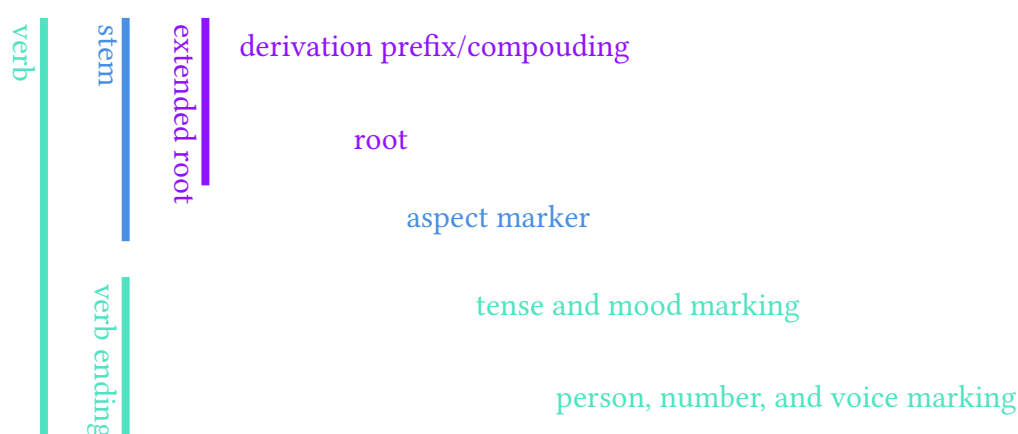 verb
stem
extended root
derivation prefix/compouding
root
aspect marker
verb ending
tense and mood marking
person, number, and voice marking